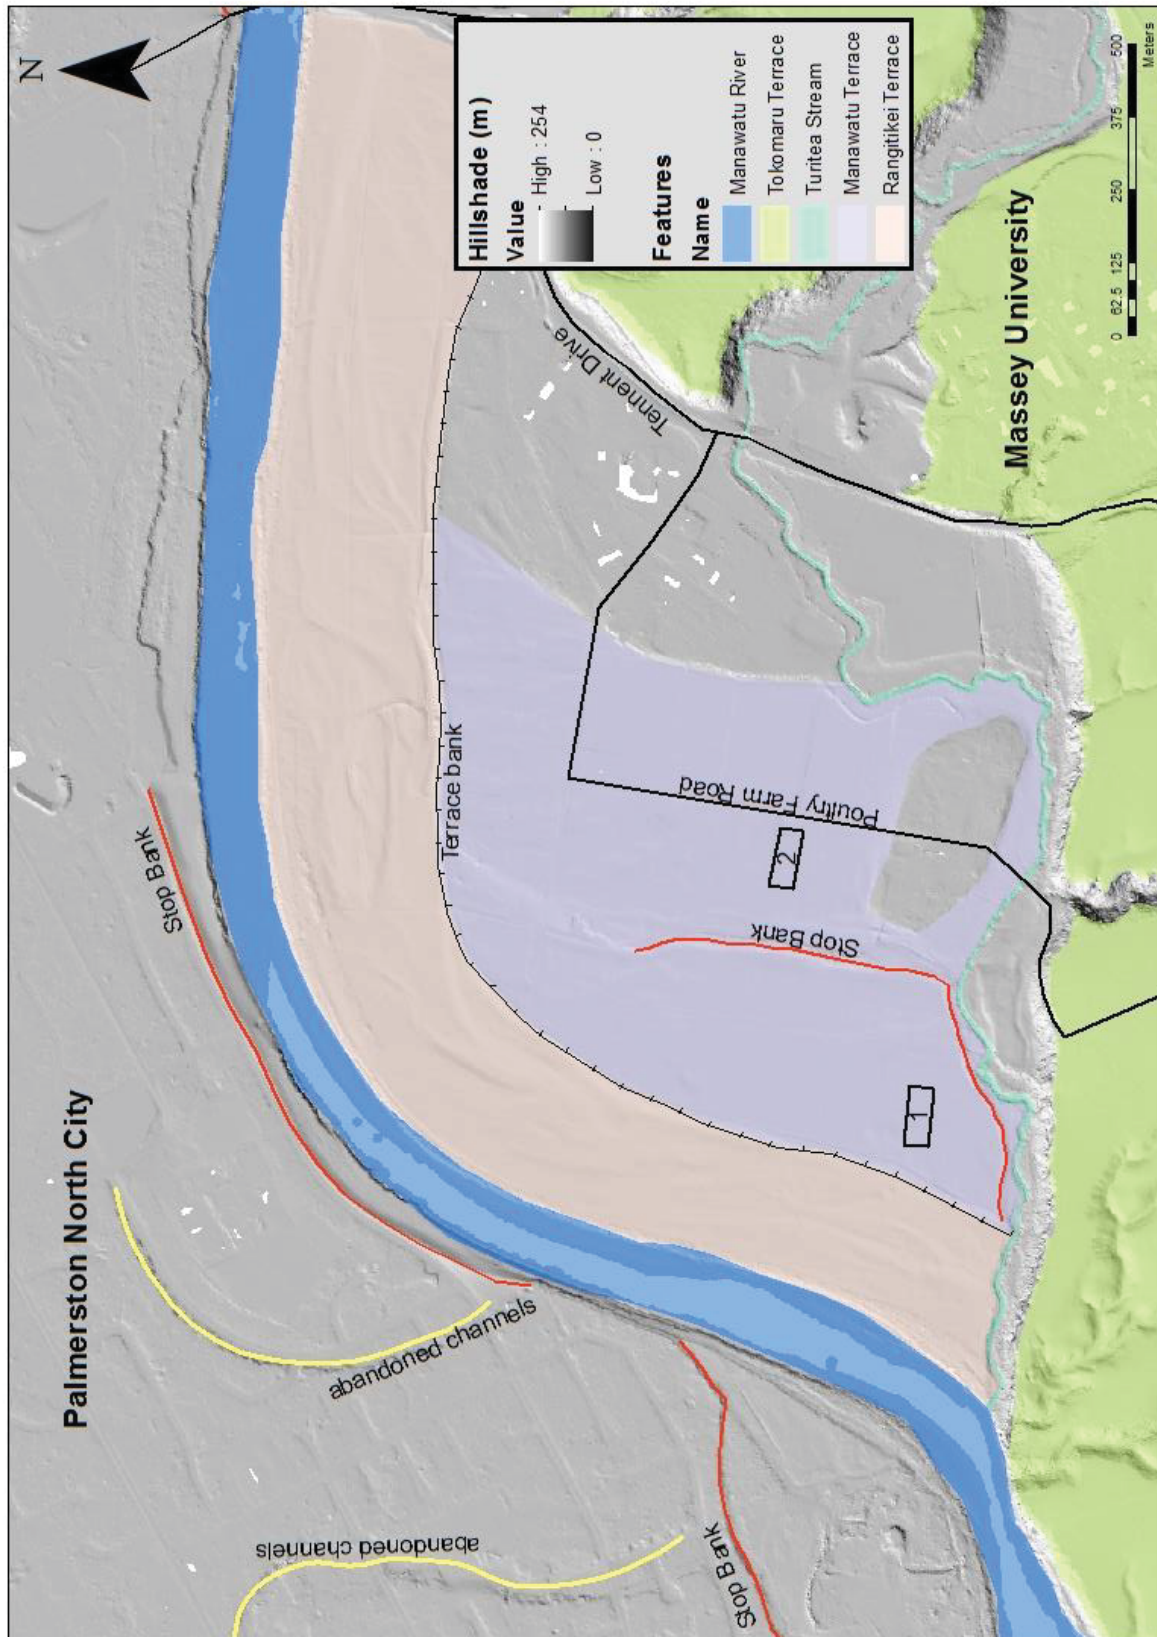 N
Palmerston North City
Stop Bank
abandoned channels
abandoned channels
Stop Bank
Terrace bank
Stop Bank
Poultry Farm Road
Tennent Drive
1
2
Massey University
Hillshade (m)
Value
High : 254
Low : 0
Features
Name
Manawatu River
Tokomaru Terrace
Turitea Stream
Manawatu Terrace
Rangitikei Terrace
0 62.5 125 250 375 500
Meters